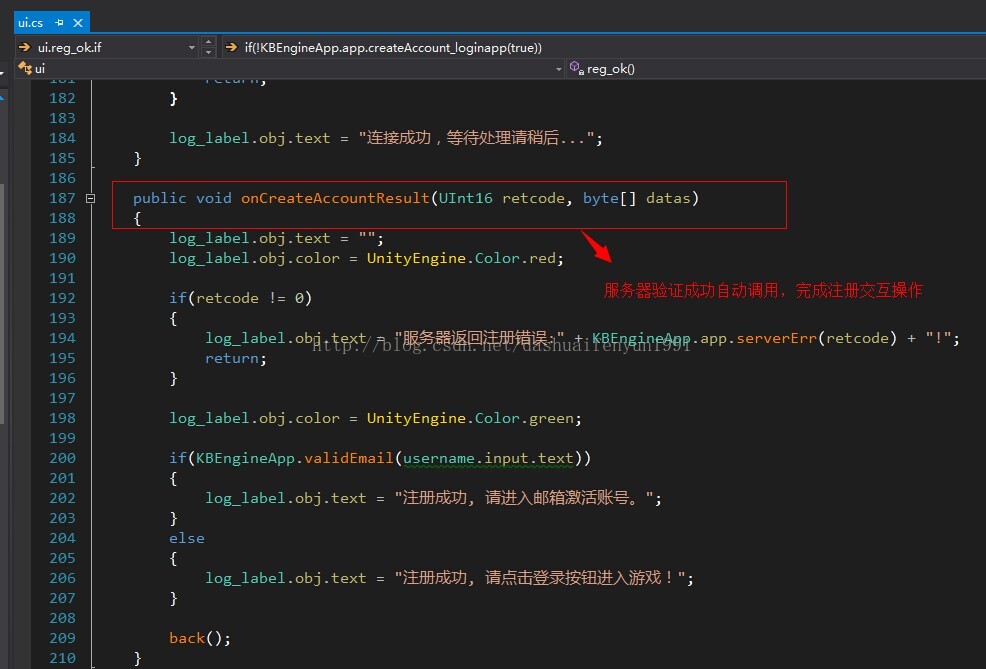 ui.cs
ui.reg_ok.if
if(!KBEngineApp.app.createAccount_loginapp(true))
ui
reg_ok()
181 return;
182 }
183
184 log_label.obj.text = "连接成功，等待处理请稍后...";
185 }
186
187 public void onCreateAccountResult(UInt16 retcode, byte[] datas)
188 {
189 log_label.obj.text = "";
190 log_label.obj.color = UnityEngine.Color.red;
191
服务器验证成功自动调用，完成注册交互操作
192 if(retcode != 0)
193 {
194 log_label.obj.text = "服务器返回注册错误:" + KBEngineApp.app.serverErr(retcode) + "!";
http://blog.csdn.net/dashuaifenyun1991
195 return;
196 }
197
198 log_label.obj.color = UnityEngine.Color.green;
199
200 if(KBEngineApp.validEmail(username.input.text))
201 {
202 log_label.obj.text = "注册成功, 请进入邮箱激活账号。";
203 }
204 else
205 {
206 log_label.obj.text = "注册成功, 请点击登录按钮进入游戏！";
207 }
208
209 back();
210 }